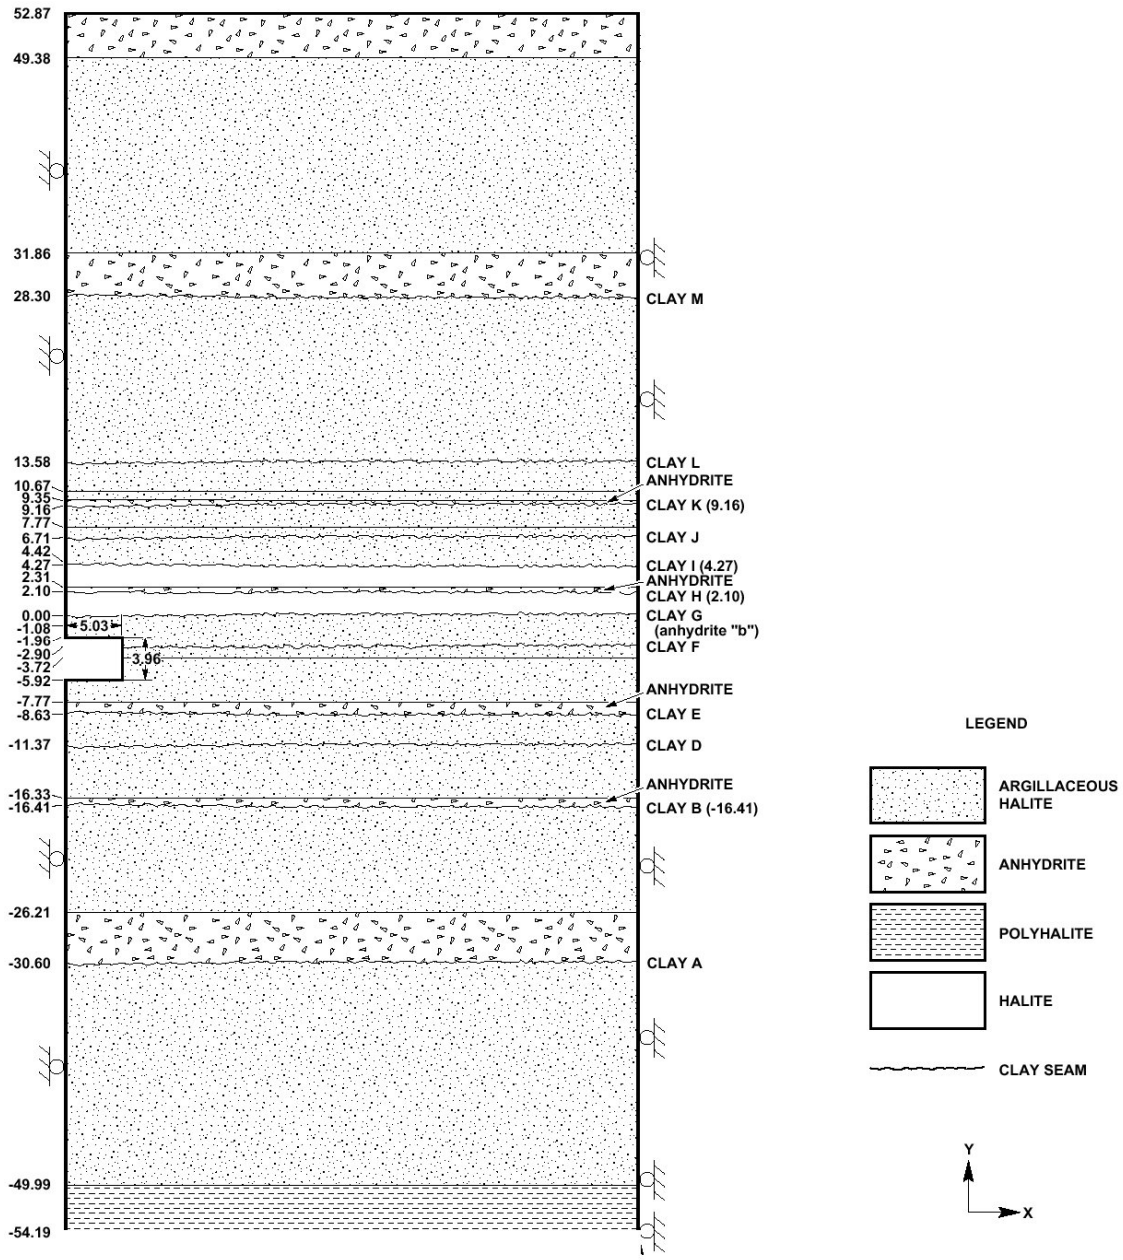 52.87
49.38
31.86
28.30
CLAY M
13.58
CLAY L
10.67
ANHYDRITE
9.35
9.16
CLAY K (9.16)
7.77
6.71
CLAY J
4.42
4.27
CLAY I (4.27)
2.31
ANHYDRITE
2.10
CLAY H (2.10)
0.00
CLAY G
-1.08
5.03
(anhydrite "b")
-1.96
CLAY F
-2.90
3.96
-3.72
-5.92
ANHYDRITE
-7.77
-8.63
CLAY E
-11.37
CLAY D
ANHYDRITE
-16.33
-16.41
CLAY B (-16.41)
-26.21
-30.60
CLAY A
-49.99
-54.19
LEGEND
ARGILLACEOUS
HALITE
ANHYDRITE
POLYHALITE
HALITE
CLAY SEAM
Y
X